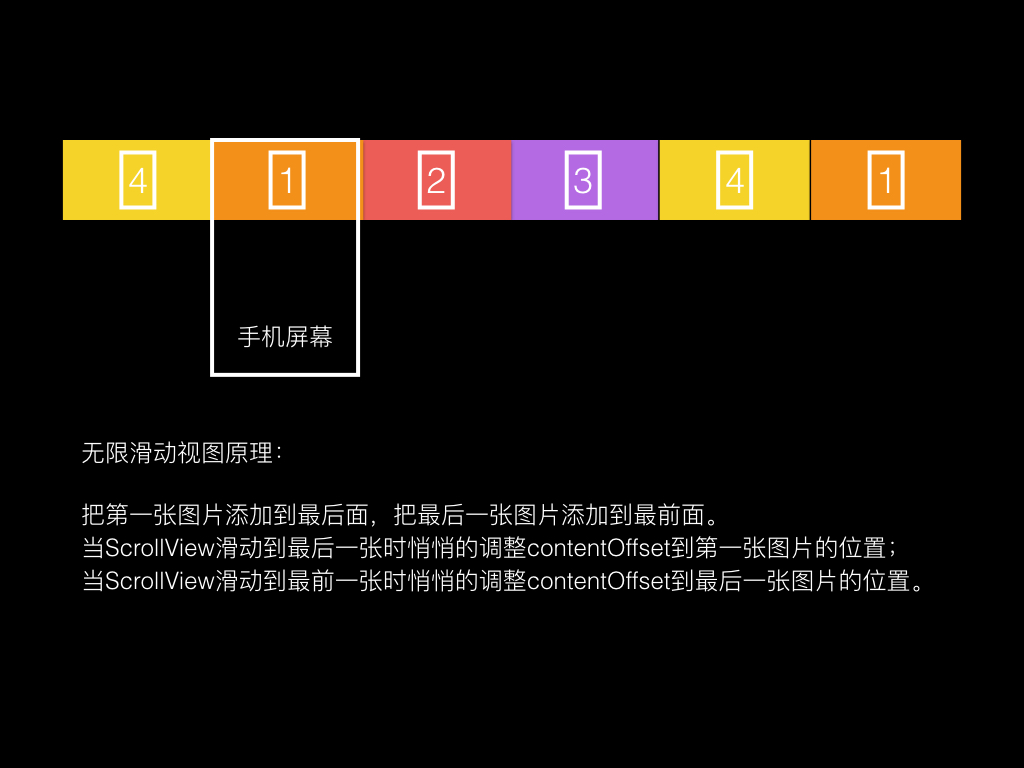 4 1 2 3 4 1
手机屏幕
无限滑动视图原理：
把第一张图片添加到最后面，把最后一张图片添加到最前面。
当ScrollView滑动到最后一张时悄悄的调整contentOffset到第一张图片的位置；
当ScrollView滑动到最前一张时悄悄的调整contentOffset到最后一张图片的位置。